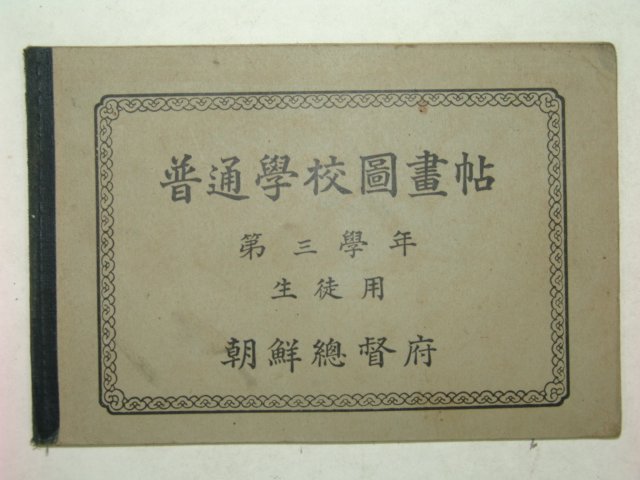 普通學校圖畫帖
第三學年
生徒用
朝鮮總督府